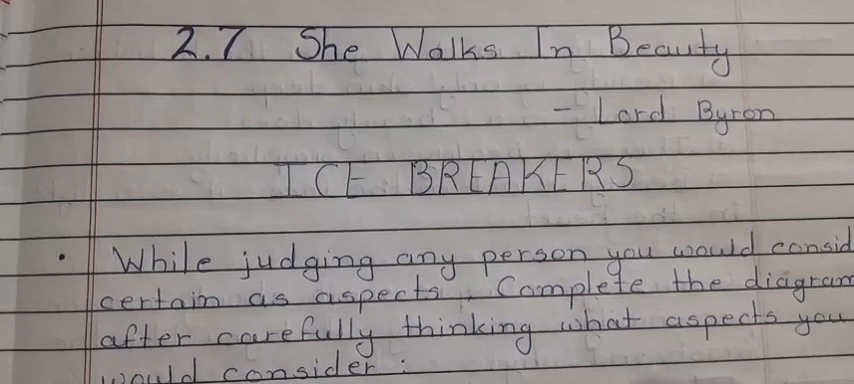 2.7 She Walks In Beauty
- Lord Byron
ICE BREAKERS
• While judging any person you would consid
certain as aspects. Complete the diagram
after carefully thinking what aspects you
would consider :